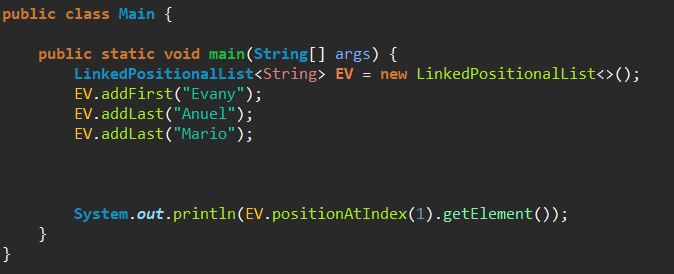 public class Main {
public static void main(String[] args) {
LinkedPositionalList<String> EV = new LinkedPositionalList<>();
EV.addFirst("Evany");
EV.addLast("Anuel");
EV.addLast("Mario");
System.out.println(EV.positionAtIndex(1).getElement());
}
}